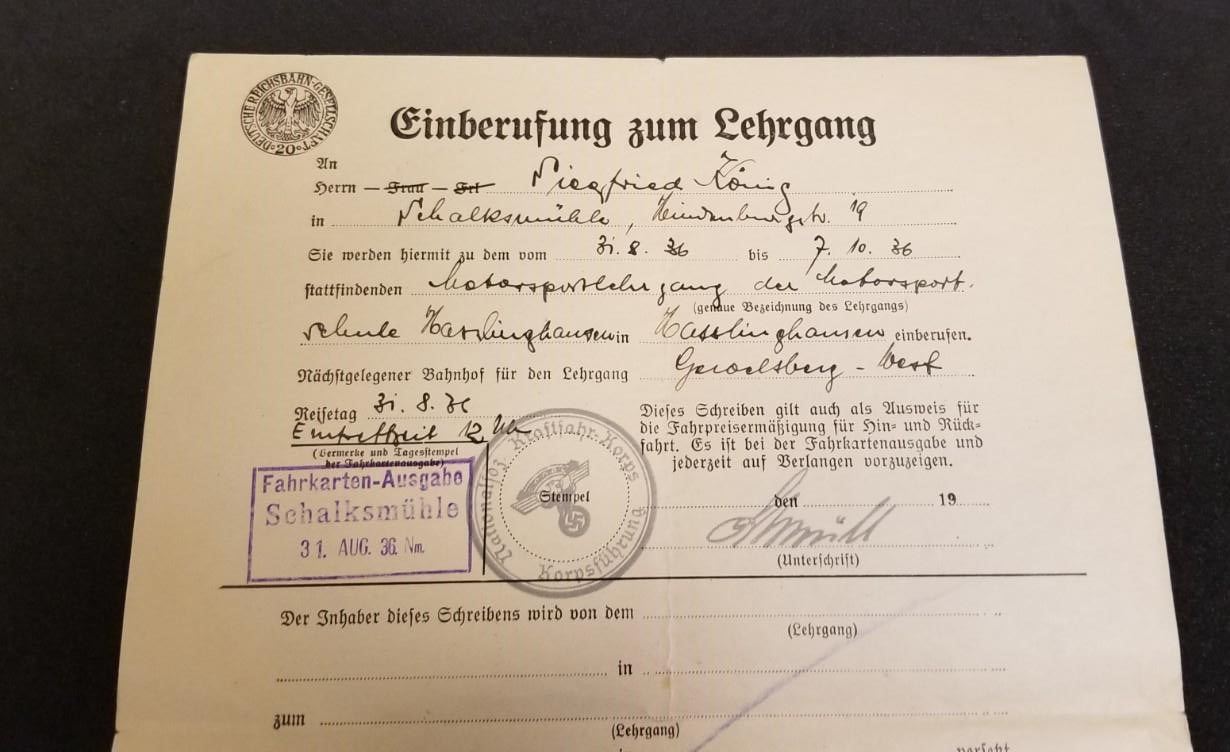 DEUTSCHE REICHSBAHN-GESELLSCHAFT
20
Einberufung zum Lehrgang
An
Herrn – Frau – Frl Siegfried König
in Schalksmühle, Hindenburgstr. 19
Sie werden hiermit zu dem vom 31. 8. 36 bis 7. 10. 36
stattfindenden Motorsportlehrgang der Motorsport-
(genaue Bezeichnung des Lehrgangs)
schule Hasslinghausen in Hasslinghausen einberufen.
Nächstgelegener Bahnhof für den Lehrgang Gevelsberg - West
Reisetag 31. 8. 36
Eintreffzeit 12 Uhr
(Vermerke und Tagesstempel
der Fahrkartenausgabe)
Fahrkarten-Ausgabe
Schalksmühle
31. AUG. 36. Nm.
Nationalsoz. Kraftfahr-Korps
Stempel
Korpsführung
Dieses Schreiben gilt auch als Ausweis für
die Fahrpreisermäßigung für Hin- und Rück-
fahrt. Es ist bei der Fahrkartenausgabe und
jederzeit auf Verlangen vorzuzeigen.
den 19
(Unterschrift)
Der Inhaber dieses Schreibens wird von dem
(Lehrgang)
in
zum
(Lehrgang)